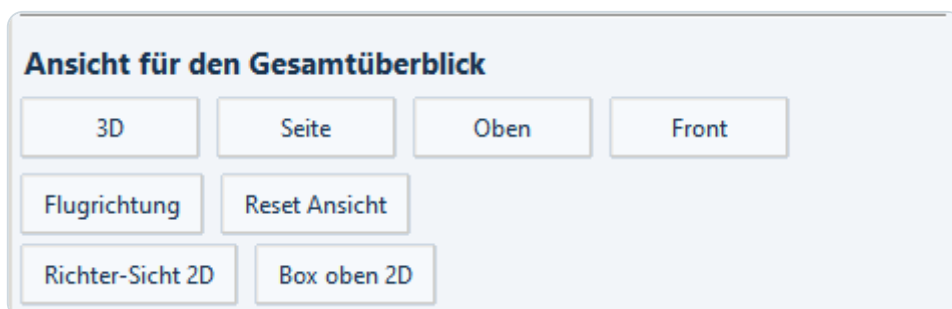 Ansicht für den Gesamtüberblick
3D Seite Oben Front
Flugrichtung Reset Ansicht
Richter-Sicht 2D Box oben 2D